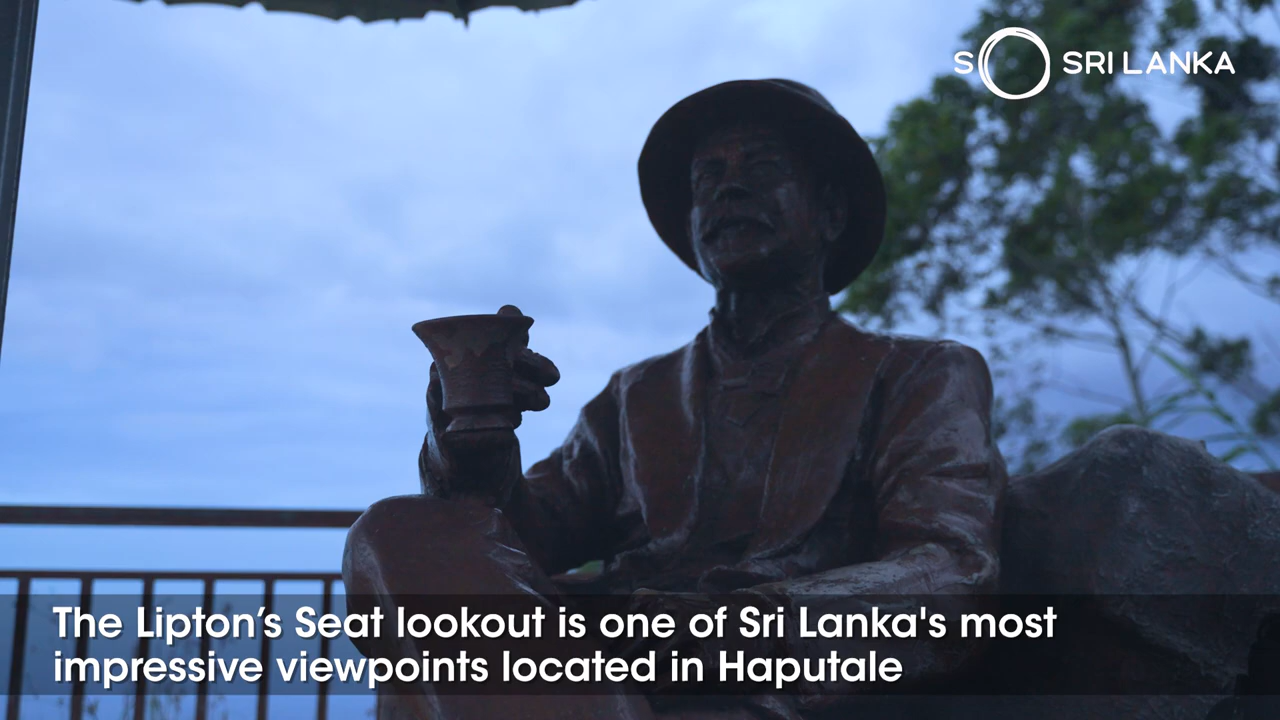 SO SRI LANKA
The Lipton’s Seat lookout is one of Sri Lanka's most
impressive viewpoints located in Haputale